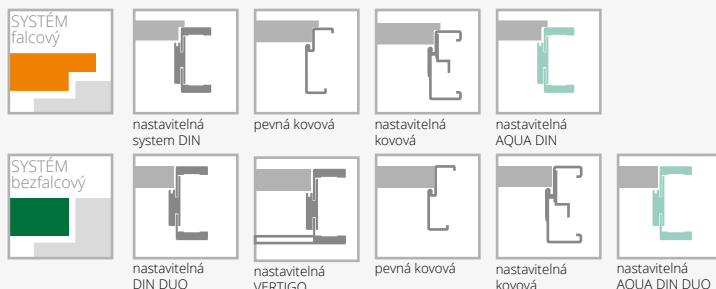 SYSTÉM
falcový
nastavitelná
system DIN
pevná kovová
nastavitelná
kovová
nastavitelná
AQUA DIN
SYSTÉM
bezfalcový
nastavitelná
DIN DUO
nastavitelná
VERTIGO
pevná kovová
nastavitelná
kovová
nastavitelná
AQUA DIN DUO